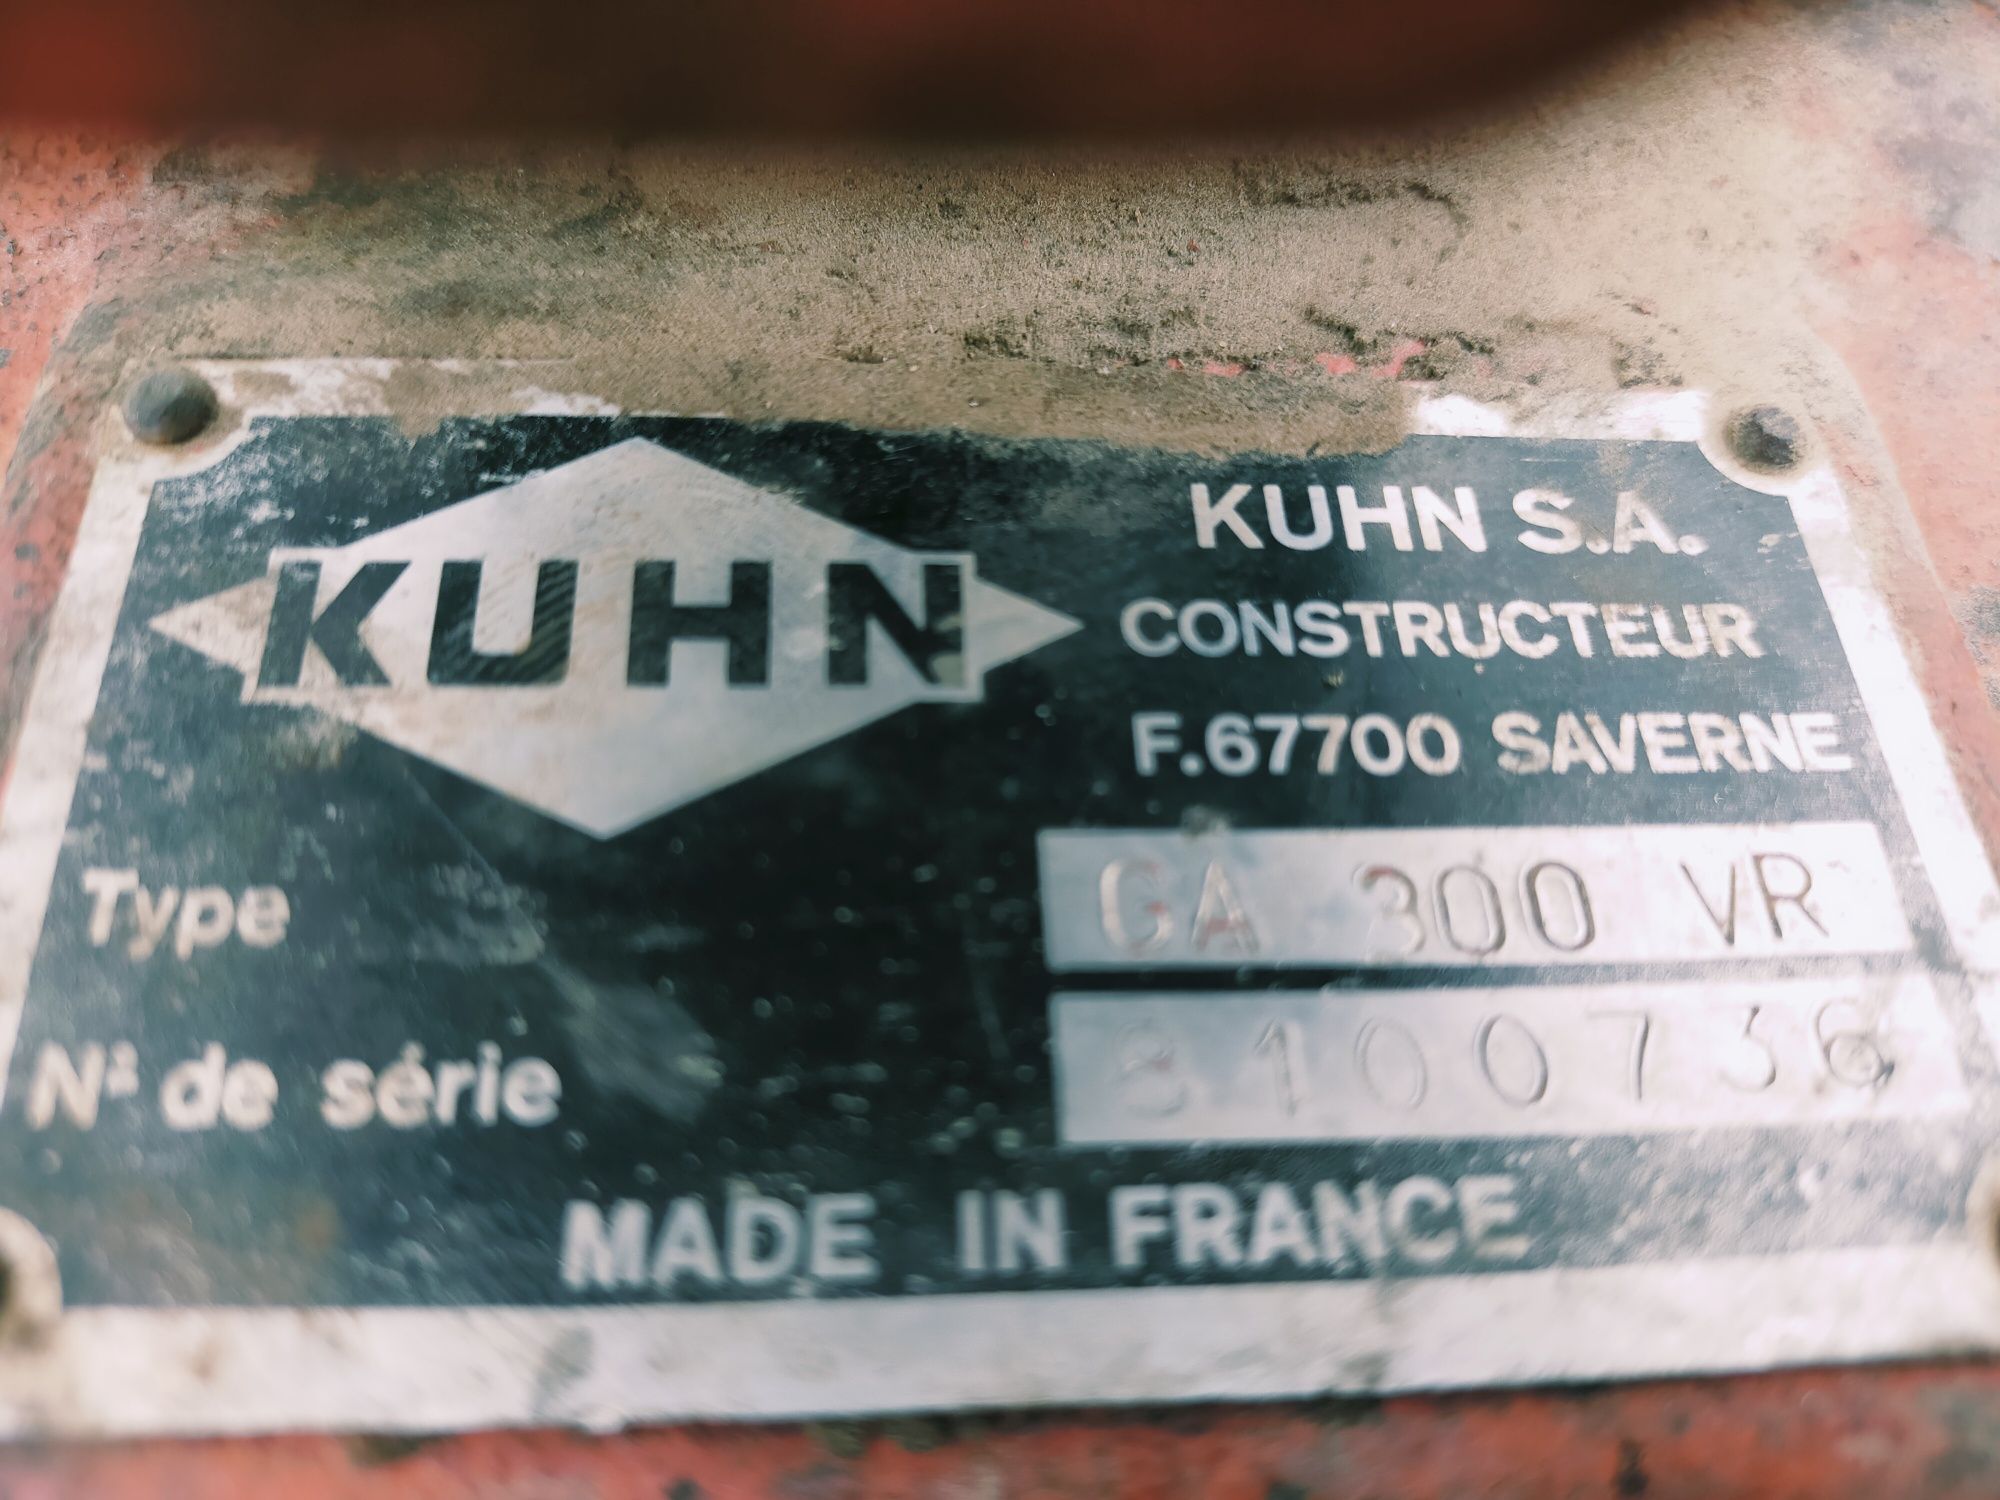 KUHN
KUHN S.A.
CONSTRUCTEUR
F.67700 SAVERNE
Type GA 300 VR
Nº de série 8100736
MADE IN FRANCE